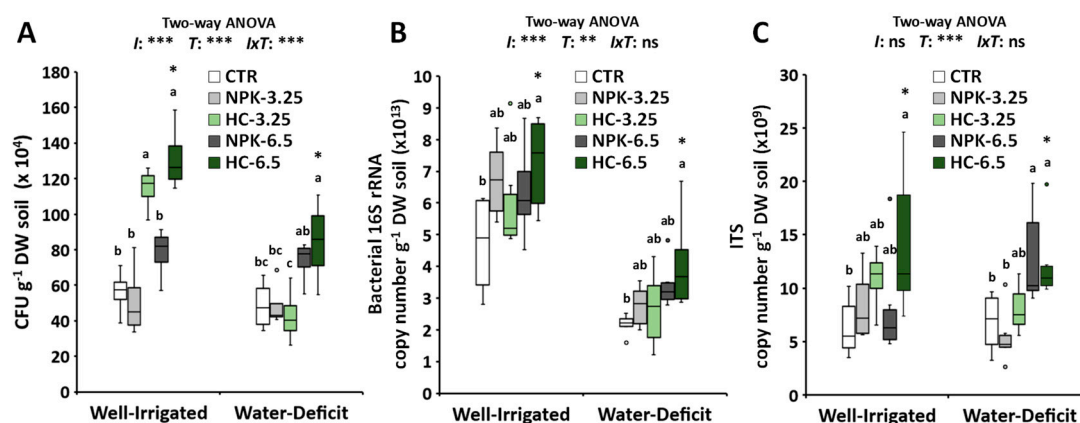 A
Two-way ANOVA
I: *** T: *** IxT: ***
CFU g-1 DW soil (x 10⁴)
180
160
140
120
100
80
60
40
20
0
CTR
NPK-3.25
HC-3.25
NPK-6.5
HC-6.5
b b a b a *
bc bc c ab a *
Well-Irrigated Water-Deficit
B
Two-way ANOVA
I: *** T: ** IxT: ns
Bacterial 16S rRNA
copy number g-1 DW soil (x10¹³)
10
9
8
7
6
5
4
3
2
1
0
CTR
NPK-3.25
HC-3.25
NPK-6.5
HC-6.5
b ab ab ab a *
b ab ab ab a *
Well-Irrigated Water-Deficit
C
Two-way ANOVA
I: ns T: *** IxT: ns
ITS
copy number g-1 DW soil (x 10⁹)
30
25
20
15
10
5
0
CTR
NPK-3.25
HC-3.25
NPK-6.5
HC-6.5
b ab ab b a *
b b ab a a *
Well-Irrigated Water-Deficit